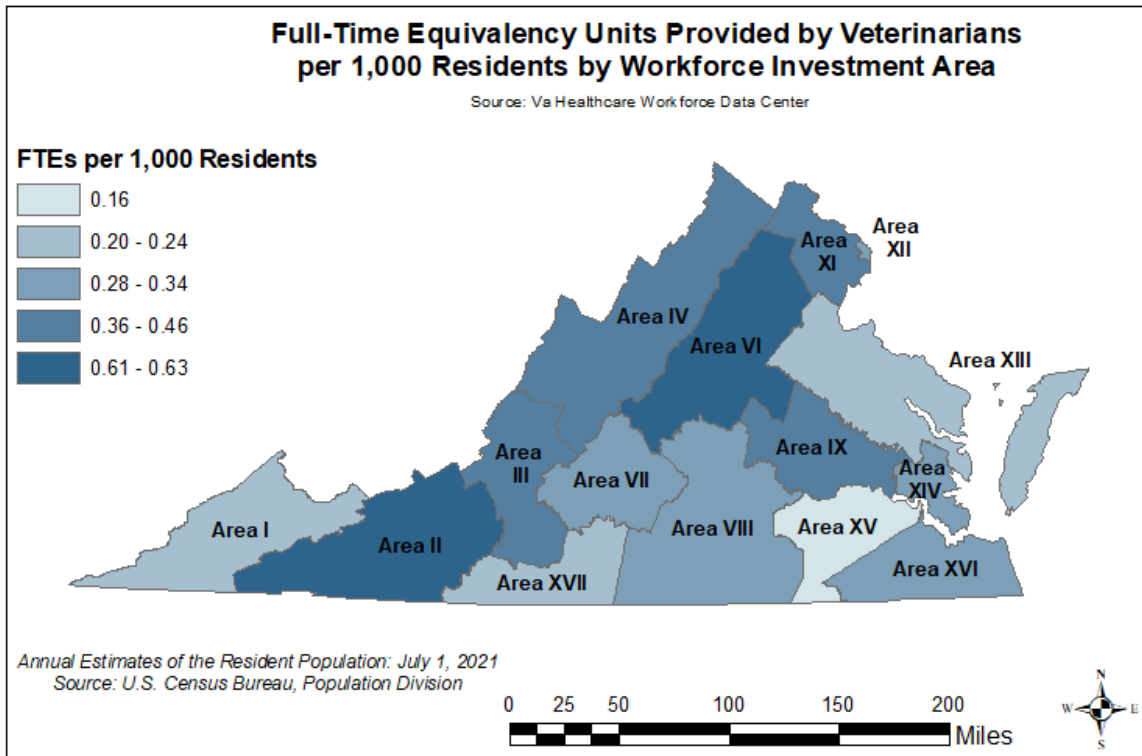 Full-Time Equivalency Units Provided by Veterinarians
per 1,000 Residents by Workforce Investment Area
Source: Va Healthcare Workforce Data Center
FTEs per 1,000 Residents
0.16
0.20 - 0.24
0.28 - 0.34
0.36 - 0.46
0.61 - 0.63
Area
XII
Area
XI
Area IV
Area VI
Area XIII
Area
III
Area IX
Area VII
Area
XIV
Area I
Area II
Area VIII
Area XV
Area XVII
Area XVI
Annual Estimates of the Resident Population: July 1, 2021
Source: U.S. Census Bureau, Population Division
0 25 50 100 150 200
Miles
N
W E
S